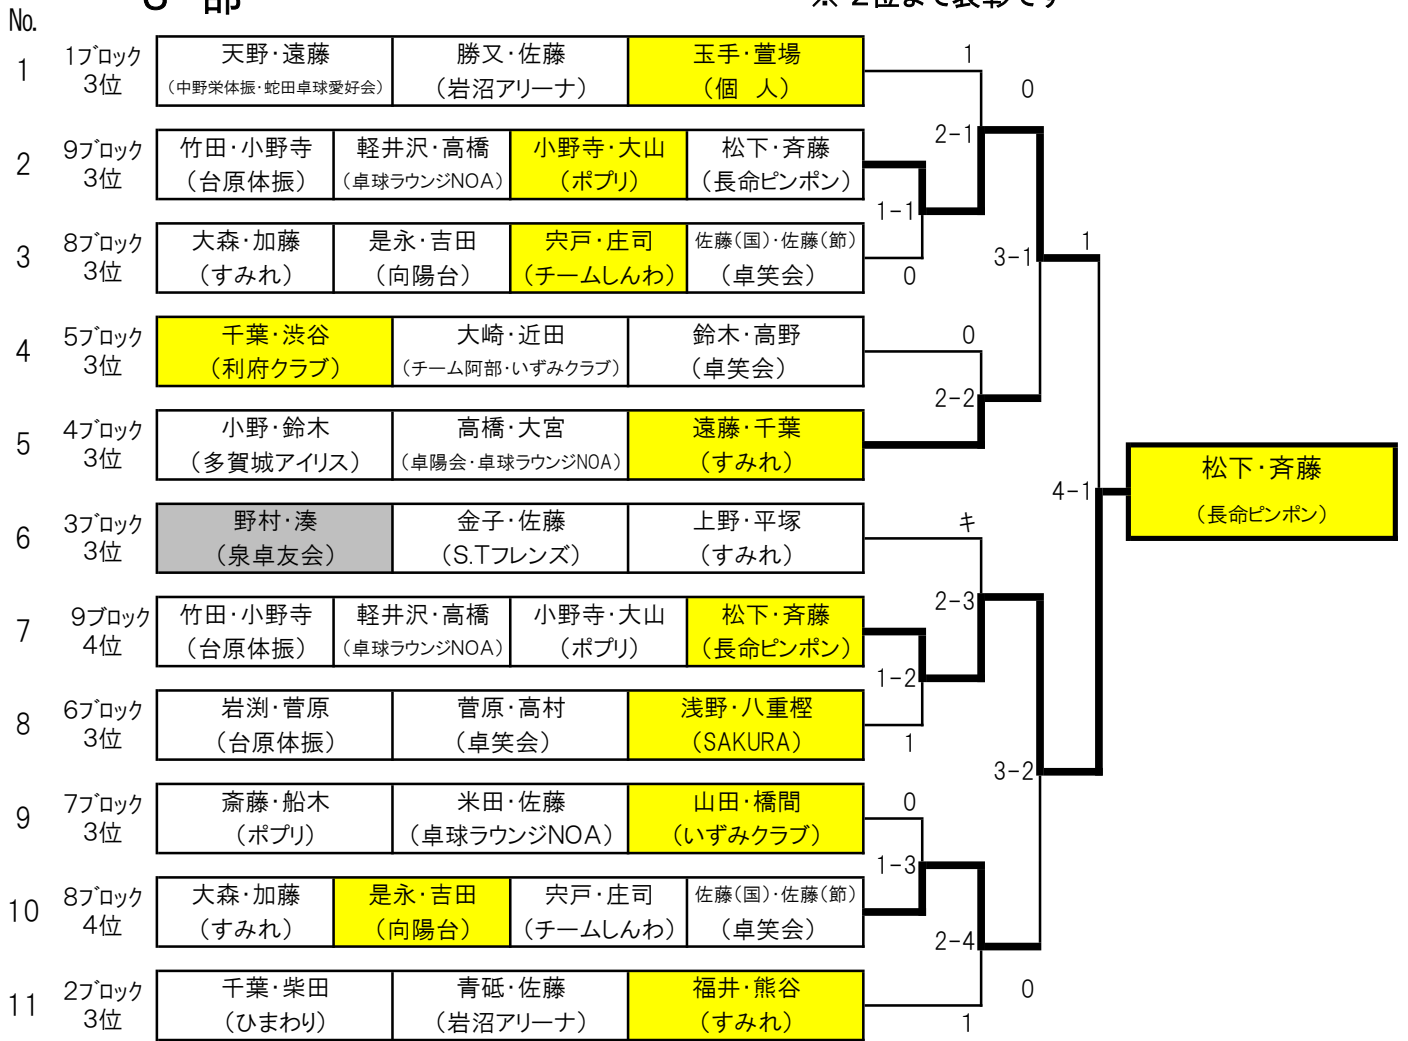 No.
1 1ブロック 3位 天野・遠藤 (中野栄体振・蛇田卓球愛好会) 勝又・佐藤 (岩沼アリーナ) 玉手・萱場 (個 人) 1
0
2-1
2 9ブロック 3位 竹田・小野寺 (台原体振) 軽井沢・高橋 (卓球ラウンジNOA) 小野寺・大山 (ポプリ) 松下・斉藤 (長命ピンポン)
1-1
3 8ブロック 3位 大森・加藤 (すみれ) 是永・吉田 (向陽台) 宍戸・庄司 (チームしんわ) 佐藤(国)・佐藤(節) (卓笑会) 0
3-1 1
4 5ブロック 3位 千葉・渋谷 (利府クラブ) 大崎・近田 (チーム阿部・いずみクラブ) 鈴木・高野 (卓笑会) 0
2-2
5 4ブロック 3位 小野・鈴木 (多賀城アイリス) 高橋・大宮 (卓陽会・卓球ラウンジNOA) 遠藤・千葉 (すみれ)
4-1 松下・斉藤
(長命ピンポン)
6 3ブロック 3位 野村・湊 (泉卓友会) 金子・佐藤 (S.Tフレンズ) 上野・平塚 (すみれ) キ
2-3
7 9ブロック 4位 竹田・小野寺 (台原体振) 軽井沢・高橋 (卓球ラウンジNOA) 小野寺・大山 (ポプリ) 松下・斉藤 (長命ピンポン)
1-2
8 6ブロック 3位 岩渕・菅原 (台原体振) 菅原・高村 (卓笑会) 浅野・八重樫 (SAKURA) 1
3-2
9 7ブロック 3位 斎藤・船木 (ポプリ) 米田・佐藤 (卓球ラウンジNOA) 山田・橋間 (いずみクラブ) 0
1-3
10 8ブロック 4位 大森・加藤 (すみれ) 是永・吉田 (向陽台) 宍戸・庄司 (チームしんわ) 佐藤(国)・佐藤(節) (卓笑会)
2-4
0
11 2ブロック 3位 千葉・柴田 (ひまわり) 青砥・佐藤 (岩沼アリーナ) 福井・熊谷 (すみれ) 1